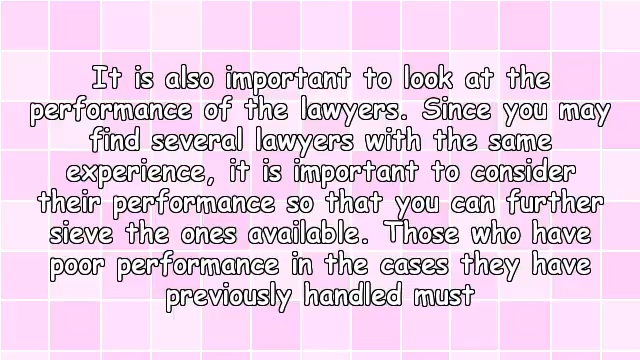 It is also important to look at the
performance of the lawyers. Since you may
find several lawyers with the same
experience, it is important to consider
their performance so that you can further
sieve the ones available. Those who have
poor performance in the cases they have
previously handled must